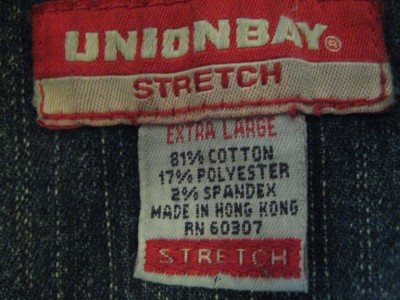 UNIONBAY®
STRETCH
EXTRA LARGE
81% COTTON
17% POLYESTER
2% SPANDEX
MADE IN HONG KONG
RN 60307
STRETCH